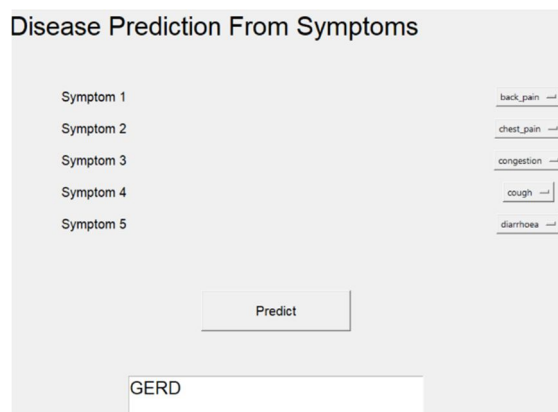 Disease Prediction From Symptoms
Symptom 1 back_pain
Symptom 2 chest_pain
Symptom 3 congestion
Symptom 4 cough
Symptom 5 diarrhoea
Predict
GERD